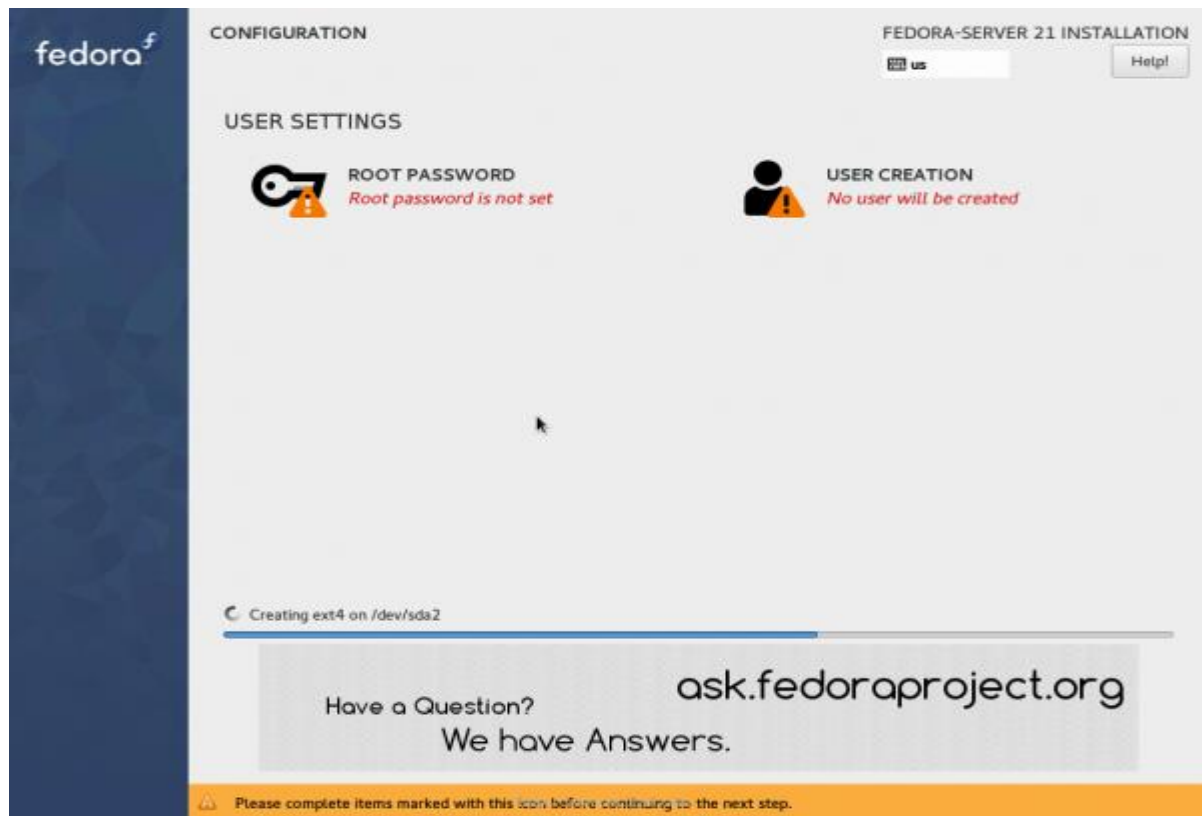 fedora
CONFIGURATION
FEDORA-SERVER 21 INSTALLATION
us
Help!
USER SETTINGS
ROOT PASSWORD
Root password is not set
USER CREATION
No user will be created
Creating ext4 on /dev/sda2
ask.fedoraproject.org
Have a Question?
We have Answers.
Please complete items marked with this icon before continuing to the next step.